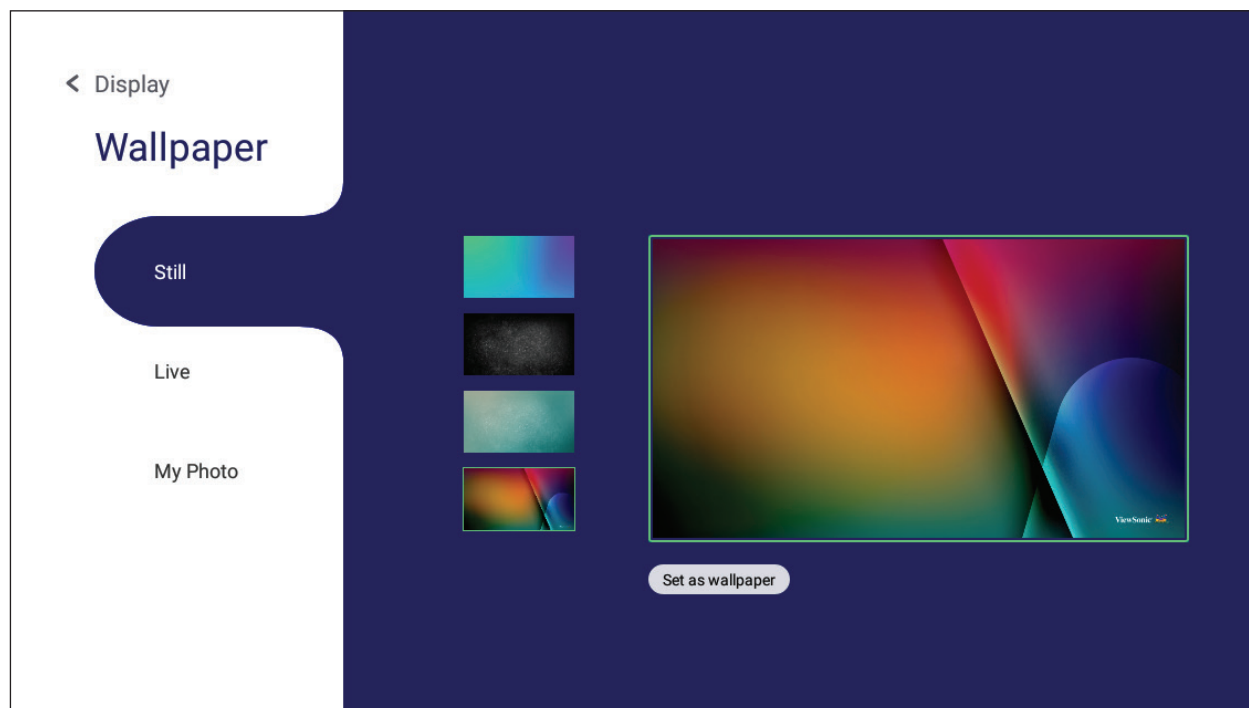 Display
Wallpaper
Still
Live
My Photo
ViewSonic
Set as wallpaper